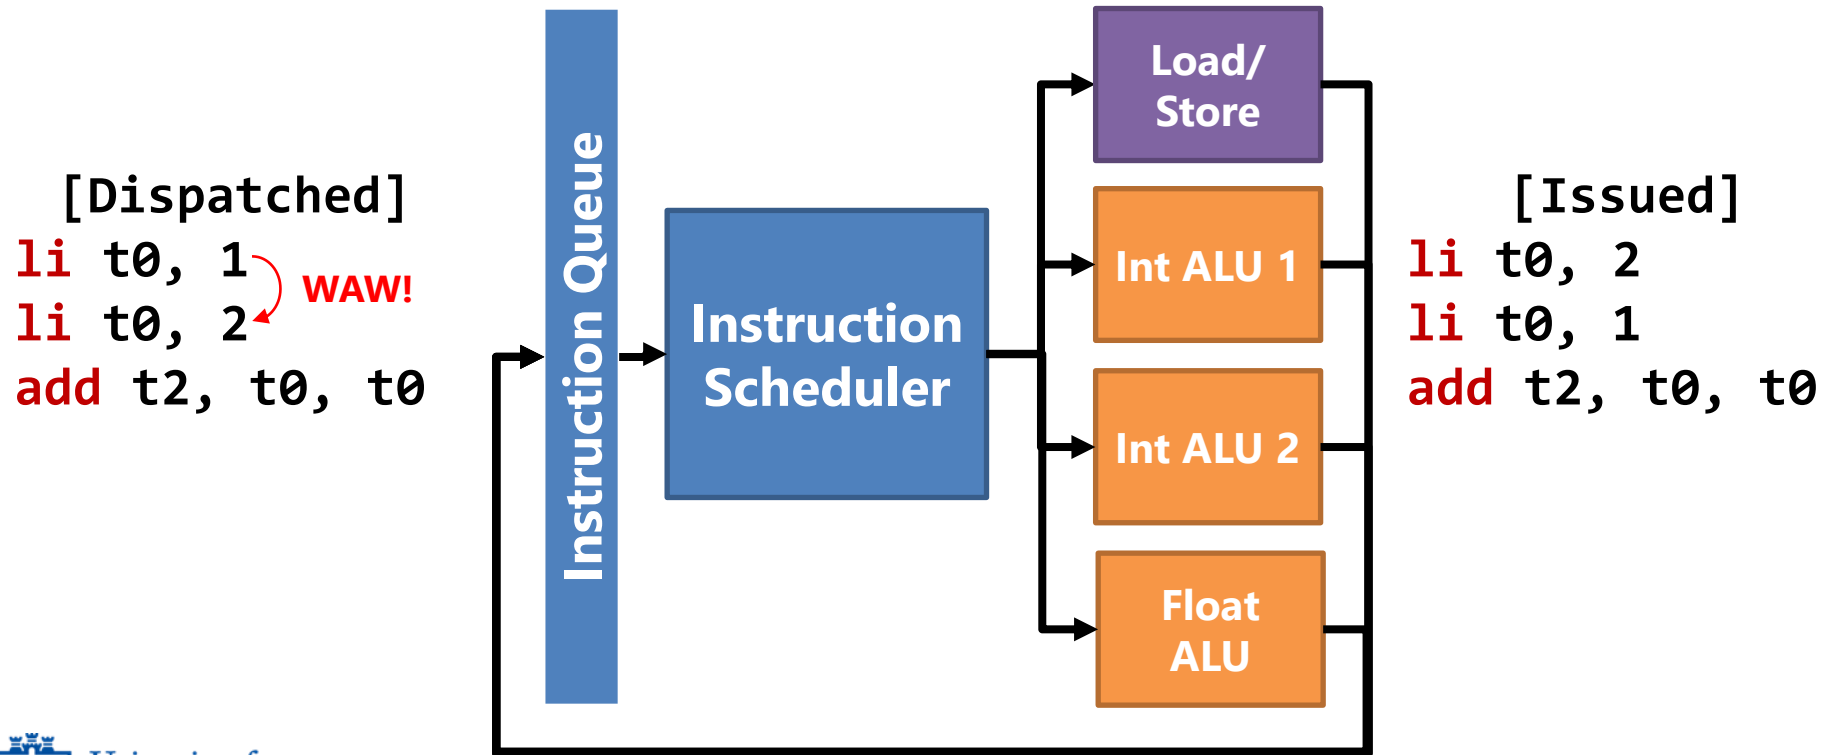 [Dispatched]
li t0, 1
li t0, 2
add t2, t0, t0
WAW!
Instruction Queue
Instruction
Scheduler
Load/
Store
Int ALU 1
Int ALU 2
Float
ALU
[Issued]
li t0, 2
li t0, 1
add t2, t0, t0